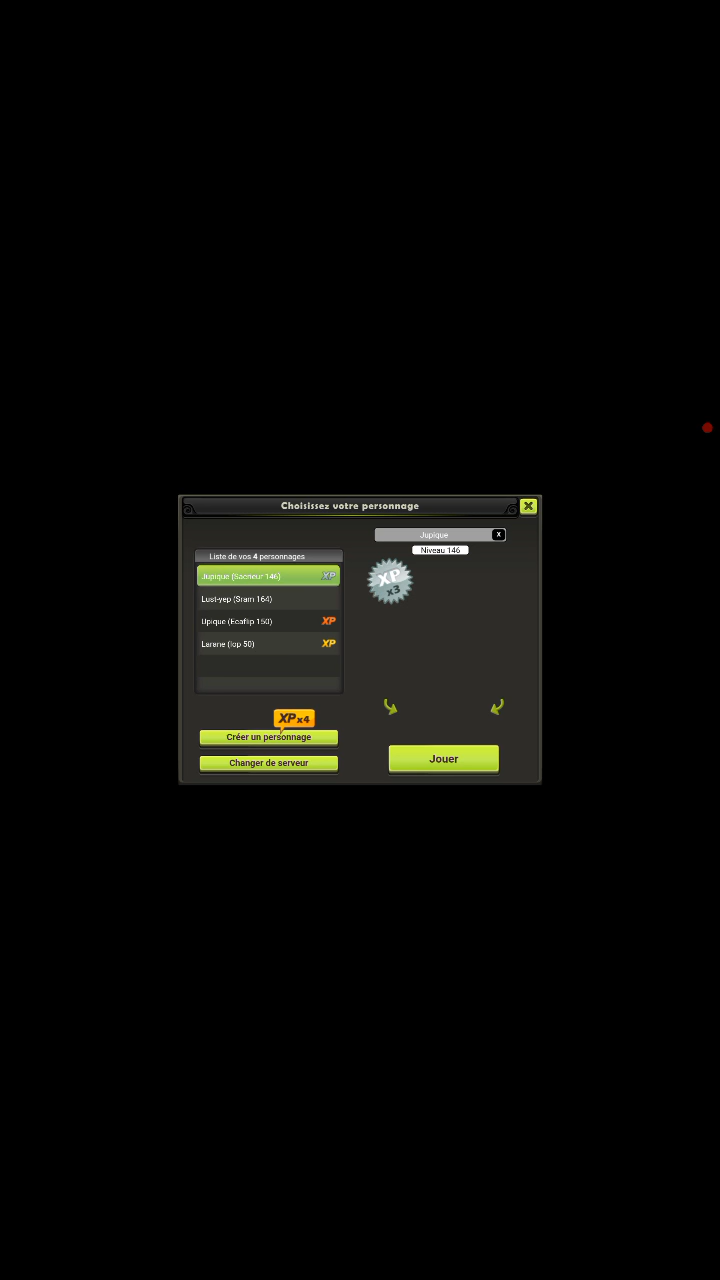 Choisissez votre personnage
Jupique
X
Niveau 146
Liste de vos 4 personnages
Jupique (Sacrieur 146) XP
Lust-yep (Sram 164)
Upique (Ecaflip 150) XP
Larane (Iop 50) XP
XP
x3
XP x4
Créer un personnage
Changer de serveur
Jouer